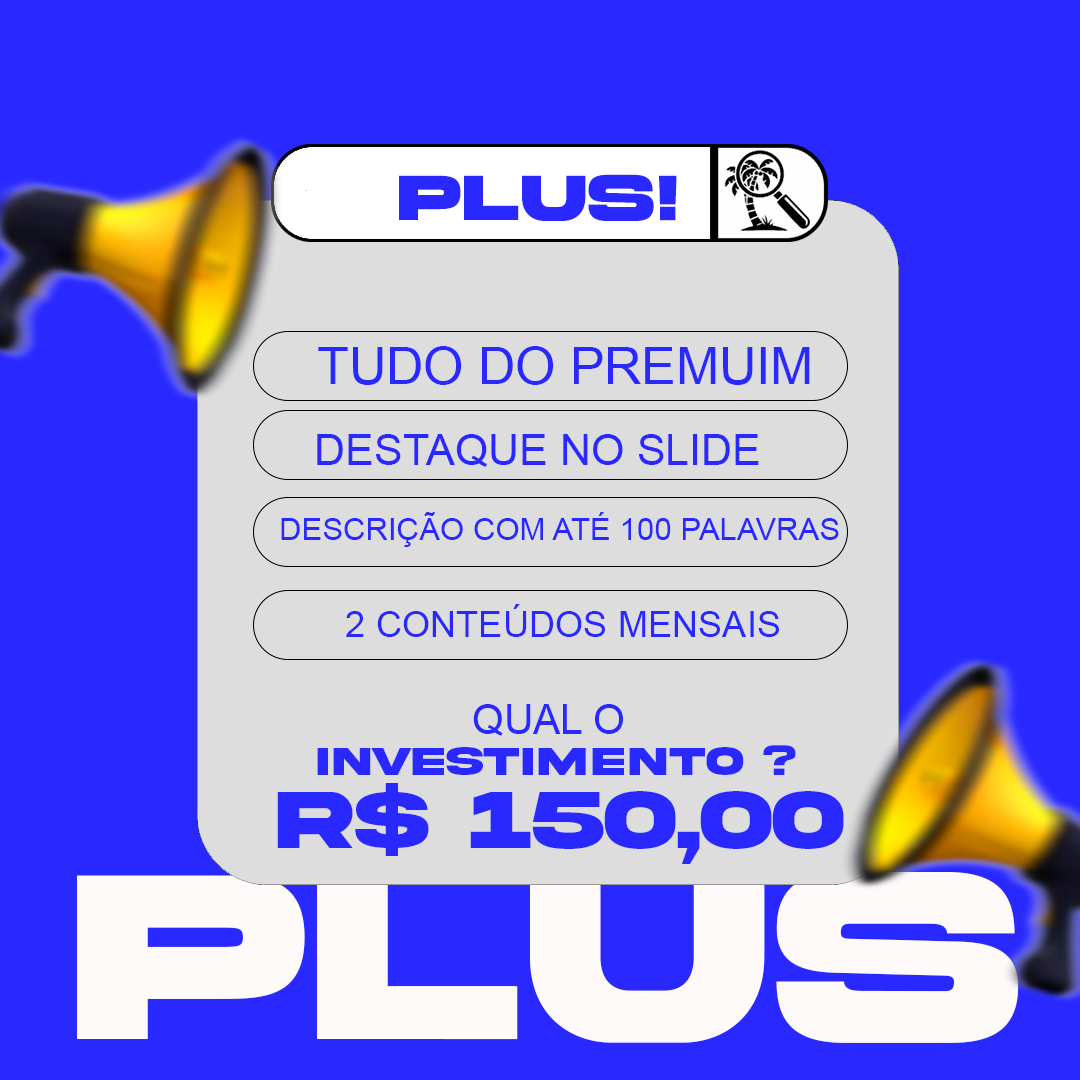 PLUS!
TUDO DO PREMUIM
DESTAQUE NO SLIDE
DESCRIÇÃO COM ATÉ 100 PALAVRAS
2 CONTEÚDOS MENSAIS
QUAL O
INVESTIMENTO ?
R$ 150,00
PLUS